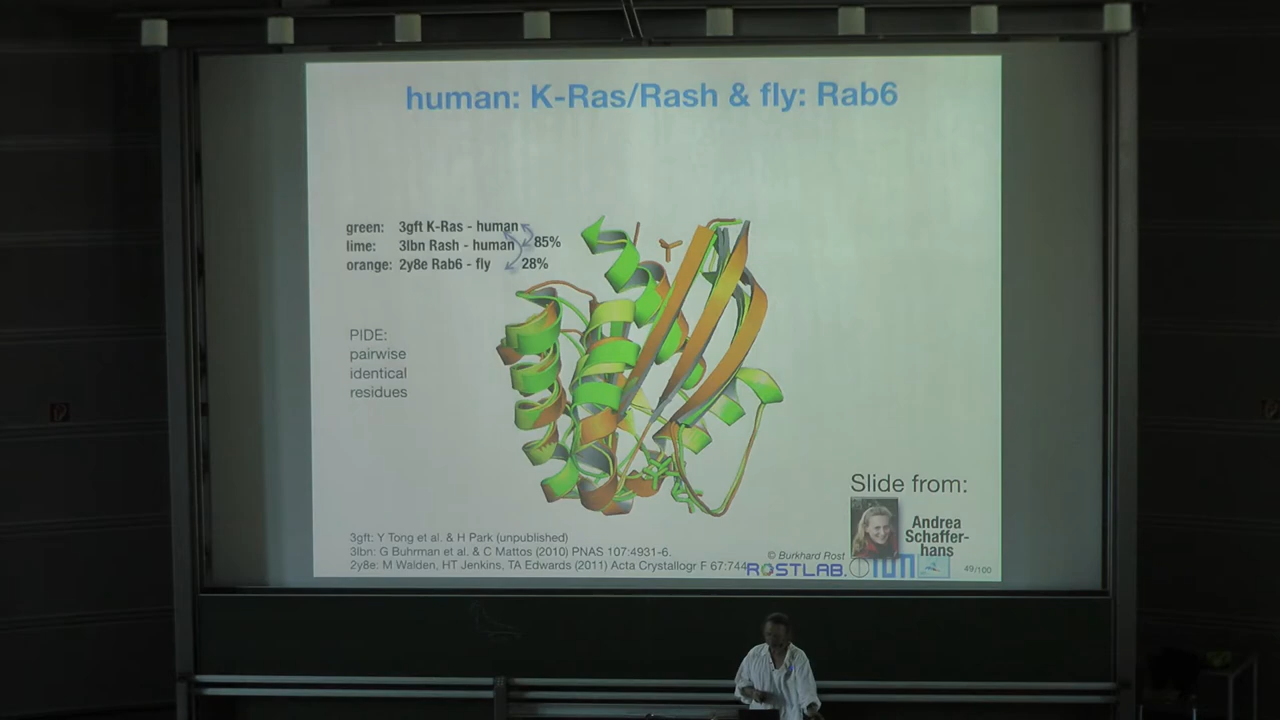 human: K-Ras/Rash & fly: Rab6
green: 3gft K-Ras - human
lime: 3lbn Rash - human
85%
orange: 2y8e Rab6 - fly
28%
PIDE:
pairwise
identical
residues
Slide from:
Andrea
Schaffer-
hans
3gft: Y Tong et al. & H Park (unpublished)
3lbn: G Buhrman et al. & C Mattos (2010) PNAS 107:4931-6.
2y8e: M Walden, HT Jenkins, TA Edwards (2011) Acta Crystallogr F 67:744
© Burkhard Rost
ROSTLAB.
TUM
49/100